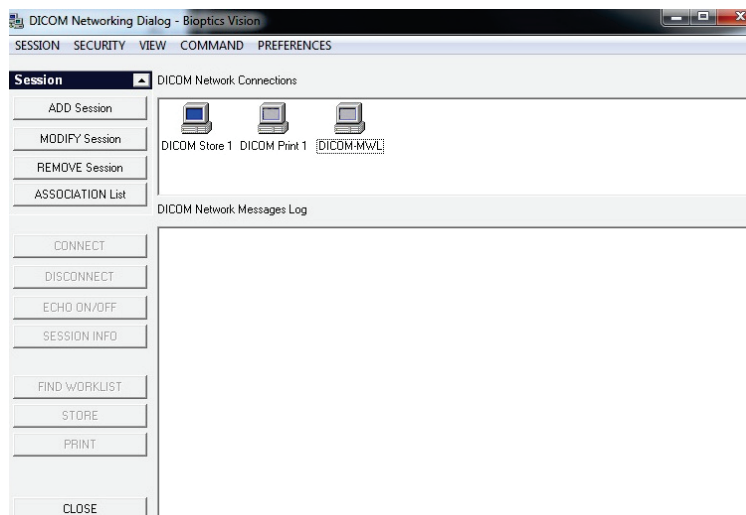 DICOM Networking Dialog - Bioptics Vision
SESSION SECURITY VIEW COMMAND PREFERENCES
Session
DICOM Network Connections
ADD Session
MODIFY Session
REMOVE Session
ASSOCIATION List
DICOM Store 1 DICOM Print 1 DICOM-MWL
DICOM Network Messages Log
CONNECT
DISCONNECT
ECHO ON/OFF
SESSION INFO
FIND WORKLIST
STORE
PRINT
CLOSE